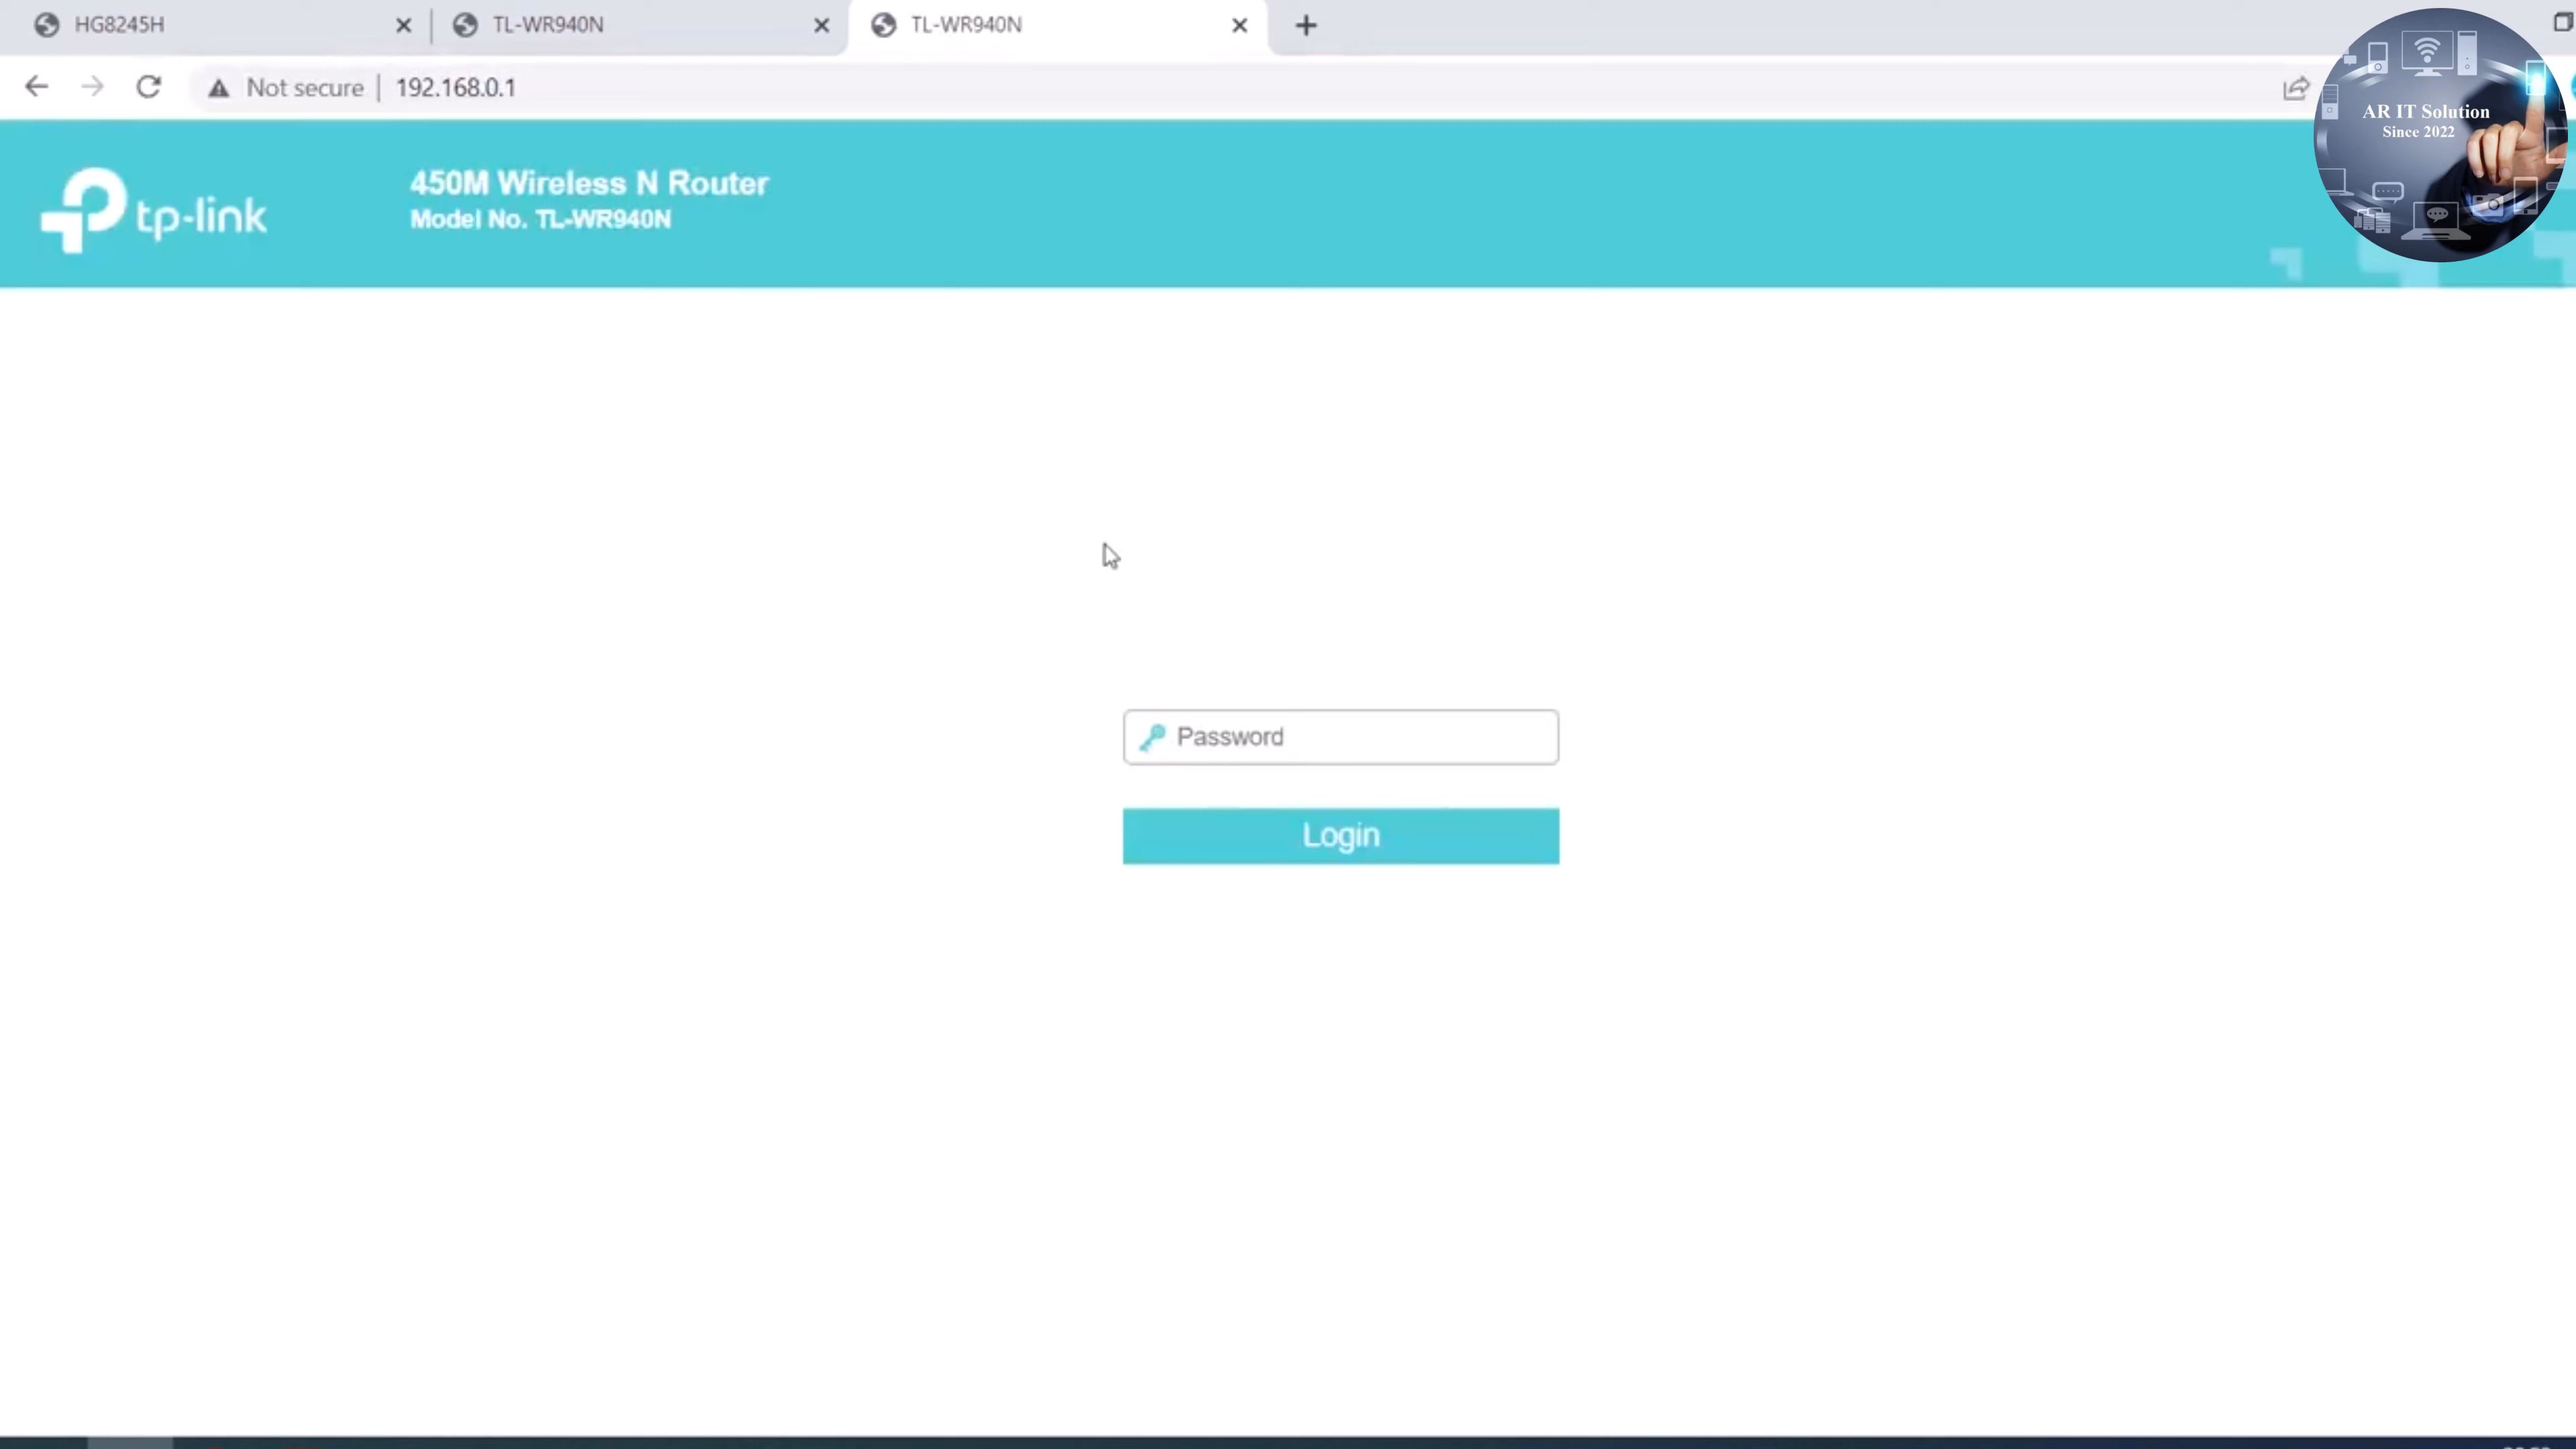 HG8245H
TL-WR940N
TL-WR940N
Not secure | 192.168.0.1
AR IT Solution
Since 2022
tp-link
450M Wireless N Router
Model No. TL-WR940N
Password
Login